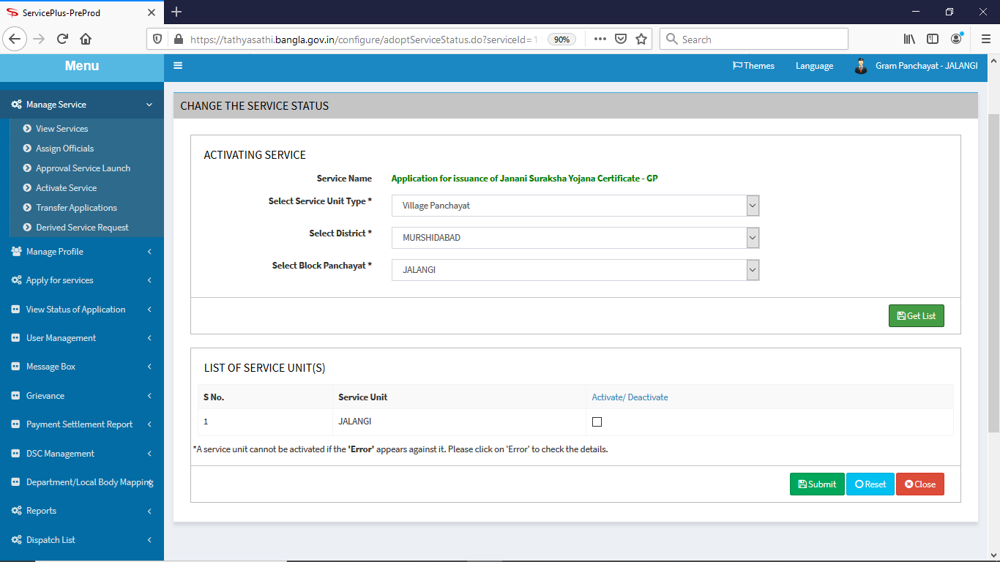 ServicePlus-PreProd
https://tathyasathi.bangla.gov.in/configure/adoptServiceStatus.do?serviceId=1
90%
Search
Menu
Themes
Language
Gram Panchayat - JALANGI
Manage Service
View Services
Assign Officials
Approval Service Launch
Activate Service
Transfer Applications
Derived Service Request
Manage Profile
Apply for services
View Status of Application
User Management
Message Box
Grievance
Payment Settlement Report
DSC Management
Department/Local Body Mapping
Reports
Dispatch List
CHANGE THE SERVICE STATUS
ACTIVATING SERVICE
Service Name Application for issuance of Janani Suraksha Yojana Certificate - GP
Select Service Unit Type * Village Panchayat
Select District * MURSHIDABAD
Select Block Panchayat * JALANGI
Get List
LIST OF SERVICE UNIT(S)
S No. Service Unit Activate/ Deactivate
1 JALANGI
*A service unit cannot be activated if the 'Error' appears against it. Please click on 'Error' to check the details.
Submit Reset Close